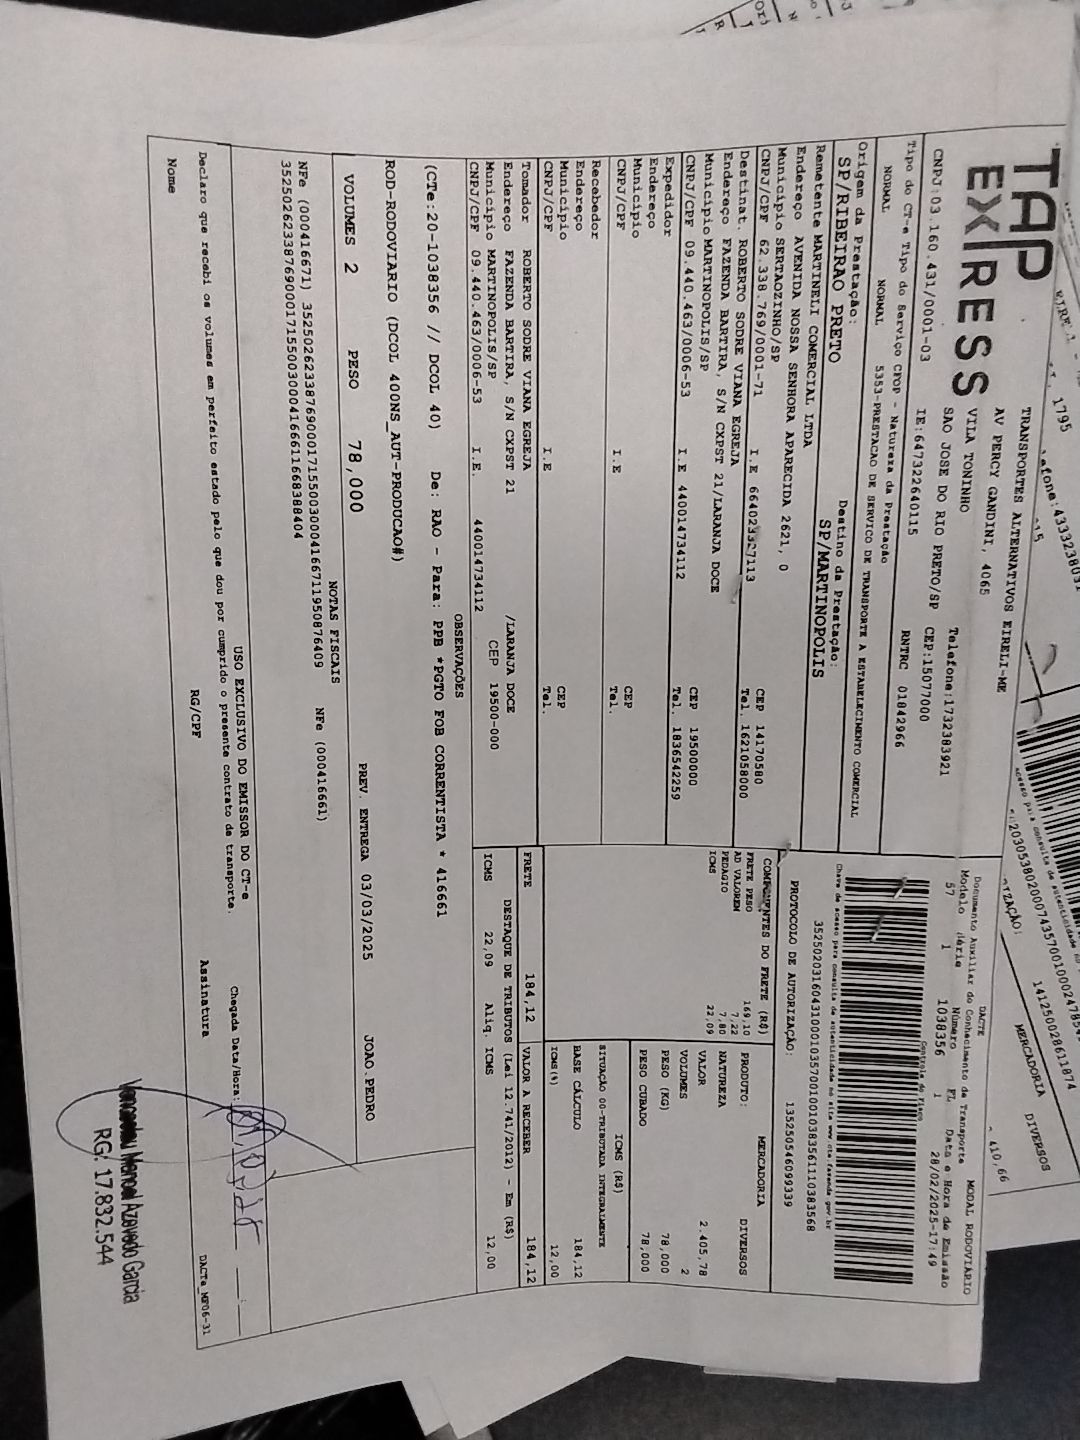 TAP
EXPRESS
TRANSPORTES ALTERNATIVOS EIRELI-ME
AV PERCY GANDINI, 4065
VILA TONINHO
SAO JOSE DO RIO PRETO/SP
Telefone:1732383921
CEP:15077000
CNPJ:03.160.431/0001-03
IE:647322640115
RNTRC 01842966
DACTE
MODAL RODOVIÁRIO
Documento Auxiliar do Conhecimento de Transporte
Modelo Série Número FL Data e Hora de Emissão
57 1 1038356 1 28/02/2025-17:49
Controle do Fisco
Chave de acesso para consulta de autenticidade no site www.cte.fazenda.gov.br
35250203160431000103570010010383561110383568
PROTOCOLO DE AUTORIZAÇÃO: 135250546099339
Tipo do CT-e Tipo do Serviço CFOP - Natureza da Prestação
NORMAL NORMAL 5353-PRESTACAO DE SERVICO DE TRANSPORTE A ESTABELECIMENTO COMERCIAL
Origem da Prestação: Destino da Prestação:
SP/RIBEIRAO PRETO SP/MARTINOPOLIS
Remetente MARTINELI COMERCIAL LTDA
Endereço AVENIDA NOSSA SENHORA APARECIDA 2621, 0
Município SERTAOZINHO/SP CEP 14170580
CNPJ/CPF 62.338.769/0001-71 I.E 664023327113 Tel. 1621058000
Destinat. ROBERTO SODRE VIANA EGREJA
Endereço FAZENDA BARTIRA, S/N CXPST 21/LARANJA DOCE
Município MARTINOPOLIS/SP CEP 19500000
CNPJ/CPF 09.440.463/0006-53 I.E 440014734112 Tel. 1836542259
Expedidor
Endereço
Município CEP
CNPJ/CPF I.E Tel.
Recebedor
Endereço
Município CEP
CNPJ/CPF I.E Tel.
Tomador ROBERTO SODRE VIANA EGREJA
Endereço FAZENDA BARTIRA, S/N CXPST 21 /LARANJA DOCE
Município MARTINOPOLIS/SP CEP 19500-000
CNPJ/CPF 09.440.463/0006-53 I.E. 440014734112
COMPONENTES DO FRETE (R$)
FRETE PESO 169,10
AD VALOREM 7,22
PEDAGIO 7,80
ICMS 22,09
MERCADORIA
PRODUTO: DIVERSOS
NATUREZA
VALOR 2.405,78
VOLUMES 2
PESO (KG) 78,000
PESO CUBADO 78,000
ICMS (R$)
SITUAÇÃO 00-TRIBUTADA INTEGRALMENTE
BASE CÁLCULO 184,12
ICMS(%) 12,00
FRETE 184,12 VALOR A RECEBER 184,12
DESTAQUE DE TRIBUTOS (Lei 12.741/2012) - Em (R$)
ICMS 22,09 Aliq. ICMS 12,00
OBSERVAÇÕES
(CTe:20-1038356 // DCOL 40) De: RAO - Para: PPB *PGTO FOB CORRENTISTA * 416661
ROD-RODOVIARIO (DCOL 400NS_AUT-PRODUCAO#)
VOLUMES 2 PESO 78,000 PREV. ENTREGA 03/03/2025 JOAO.PEDRO
NOTAS FISCAIS
NFe (000416671) 35250262338769000171550030004166711950876409 NFe (000416661)
35250262338769000171550030004166611668388404
USO EXCLUSIVO DO EMISSOR DO CT-e
Declaro que recebi os volumes em perfeito estado pelo que dou por cumprido o presente contrato de transporte.
Chegada Data/Hora:
Nome RG/CPF Assinatura
DACTe_MF06-31
Venceslau Manoel Azevedo Garcia
RG: 17.832.544
1795
MERCADORIA
DIVERSOS
141250028611874
410,66